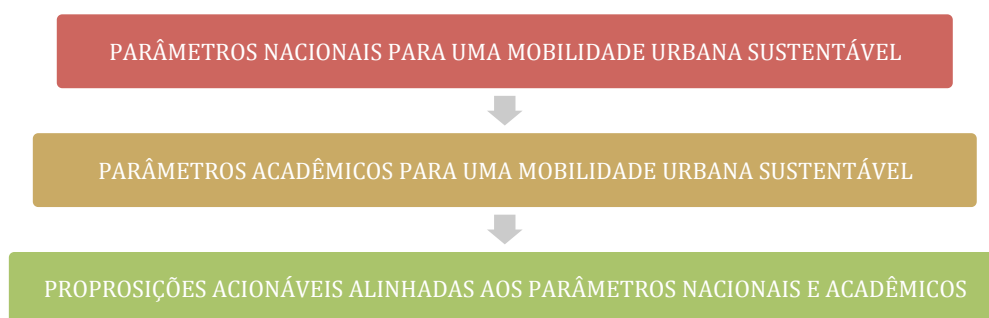 PARÂMETROS NACIONAIS PARA UMA MOBILIDADE URBANA SUSTENTÁVEL
PARÂMETROS ACADÊMICOS PARA UMA MOBILIDADE URBANA SUSTENTÁVEL
PROPROSIÇÕES ACIONÁVEIS ALINHADAS AOS PARÂMETROS NACIONAIS E ACADÊMICOS